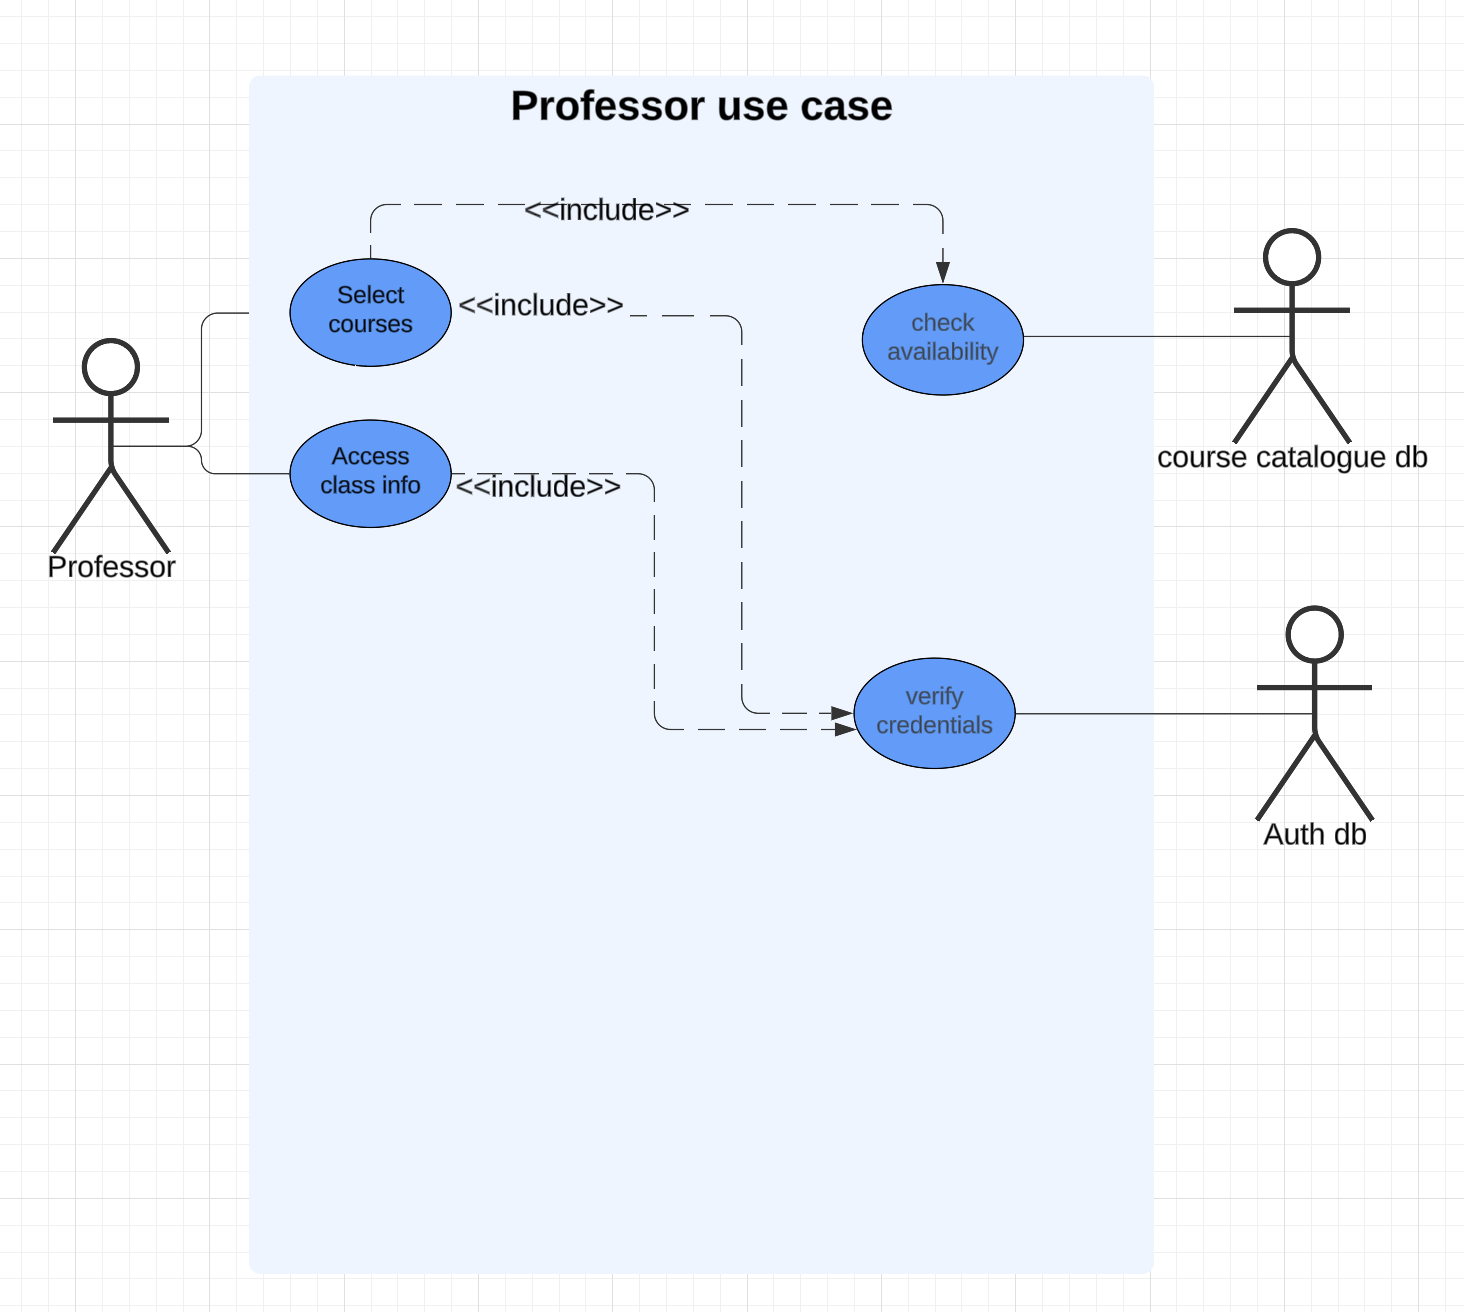 Professor use case
<<include>>
Select
courses
<<include>>
check
availability
Access
class info
<<include>>
course catalogue db
Professor
verify
credentials
Auth db